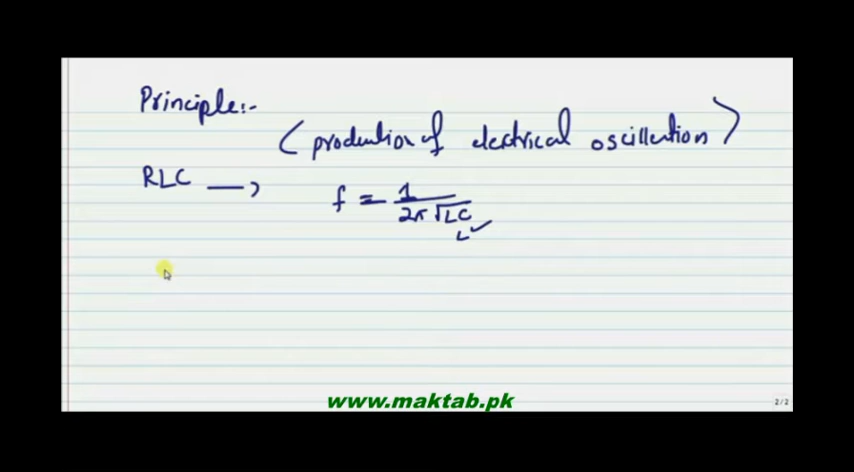 Principle:-
(production of electrical oscillation)
RLC → f = 1/2π √LC
www.maktab.pk
2/2